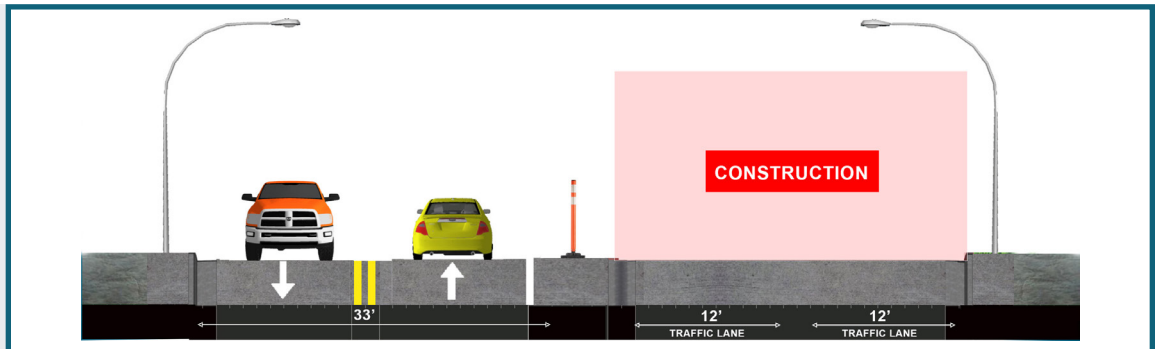 CONSTRUCTION
33’
12’
TRAFFIC LANE
12’
TRAFFIC LANE